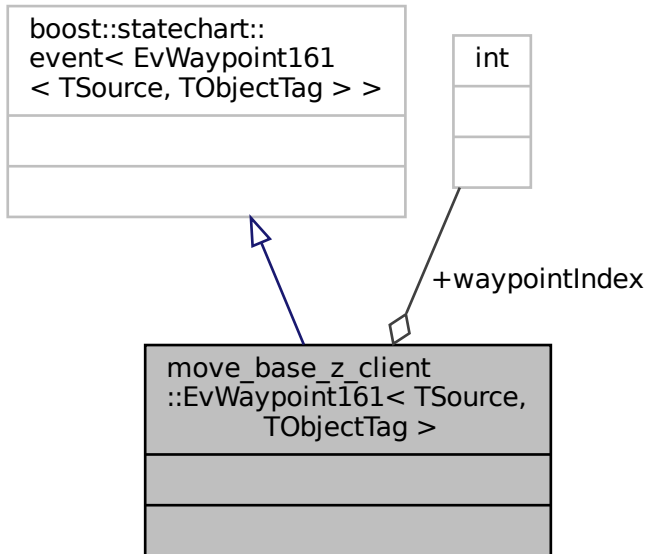 boost::statechart::
event< EvWaypoint161
< TSource, TObjectTag > >
int
+waypointIndex
move_base_z_client
::EvWaypoint161< TSource,
TObjectTag >